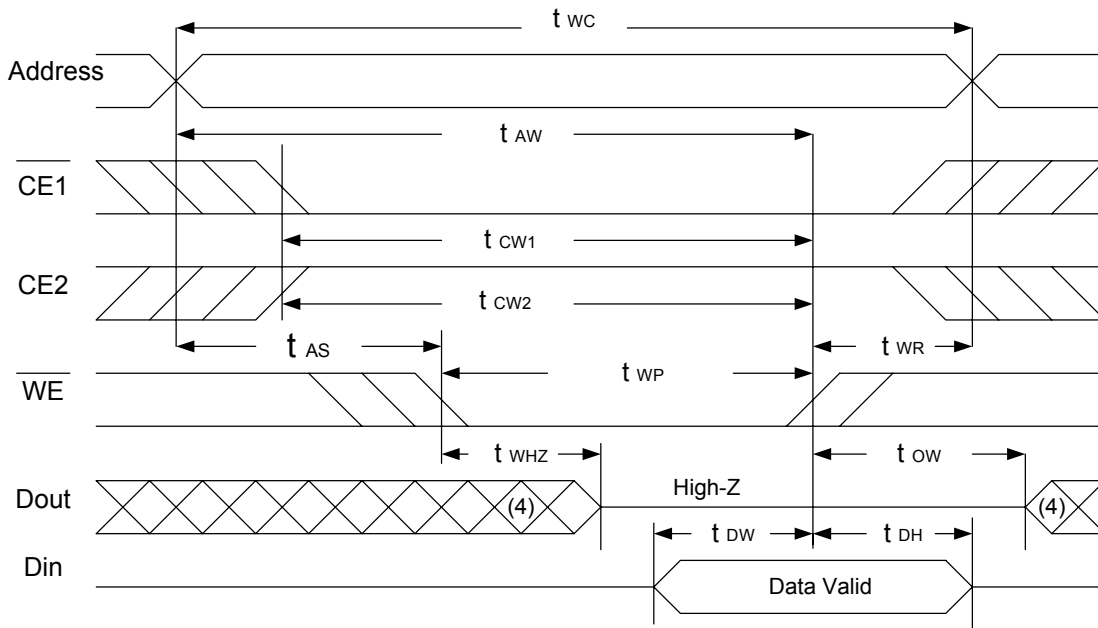 t WC
Address
t AW
CE1
t CW1
CE2
t CW2
t AS
t WR
WE
t WP
t WHZ
t OW
Dout
(4)
High-Z
(4)
t DW
t DH
Din
Data Valid